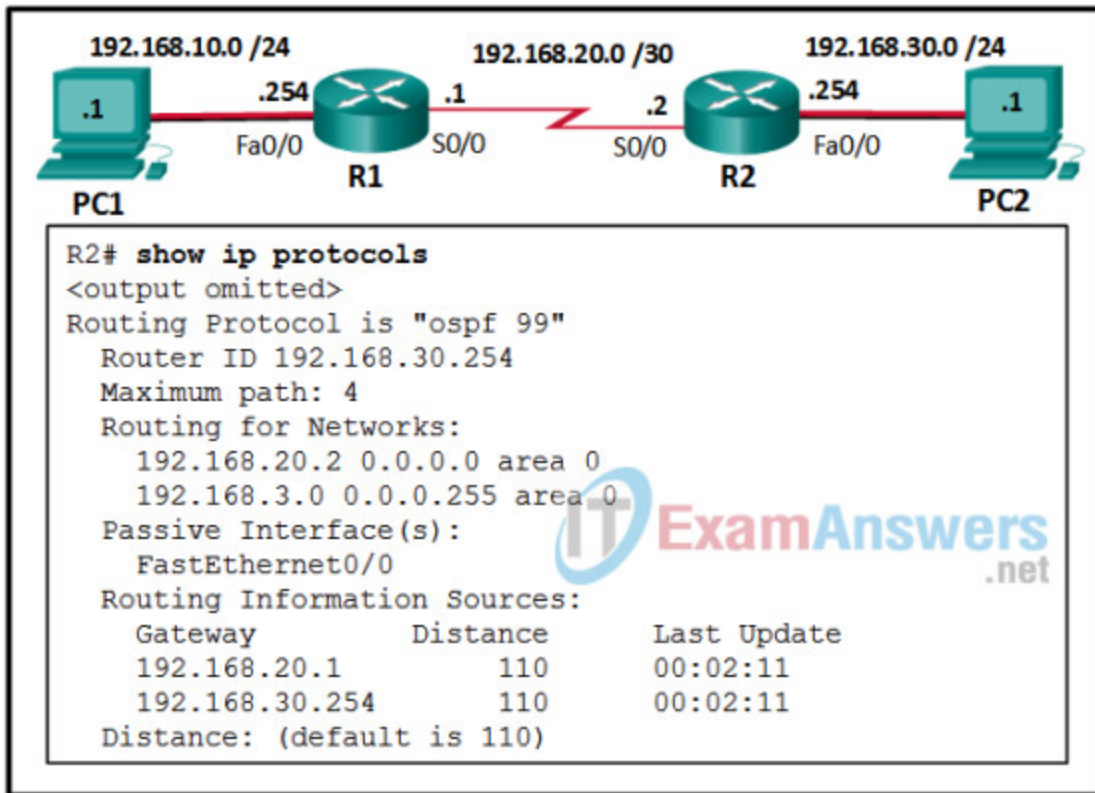 192.168.10.0 /24
192.168.20.0 /30
192.168.30.0 /24
.1
.254
.1
.2
.254
.1
Fa0/0
S0/0
S0/0
Fa0/0
R1
R2
PC1
PC2
R2# show ip protocols
<output omitted>
Routing Protocol is "ospf 99"
Router ID 192.168.30.254
Maximum path: 4
Routing for Networks:
192.168.20.2 0.0.0.0 area 0
192.168.3.0 0.0.0.255 area 0
Passive Interface(s):
FastEthernet0/0
Routing Information Sources:
Gateway Distance Last Update
192.168.20.1 110 00:02:11
192.168.30.254 110 00:02:11
Distance: (default is 110)
ITExamAnswers
.net